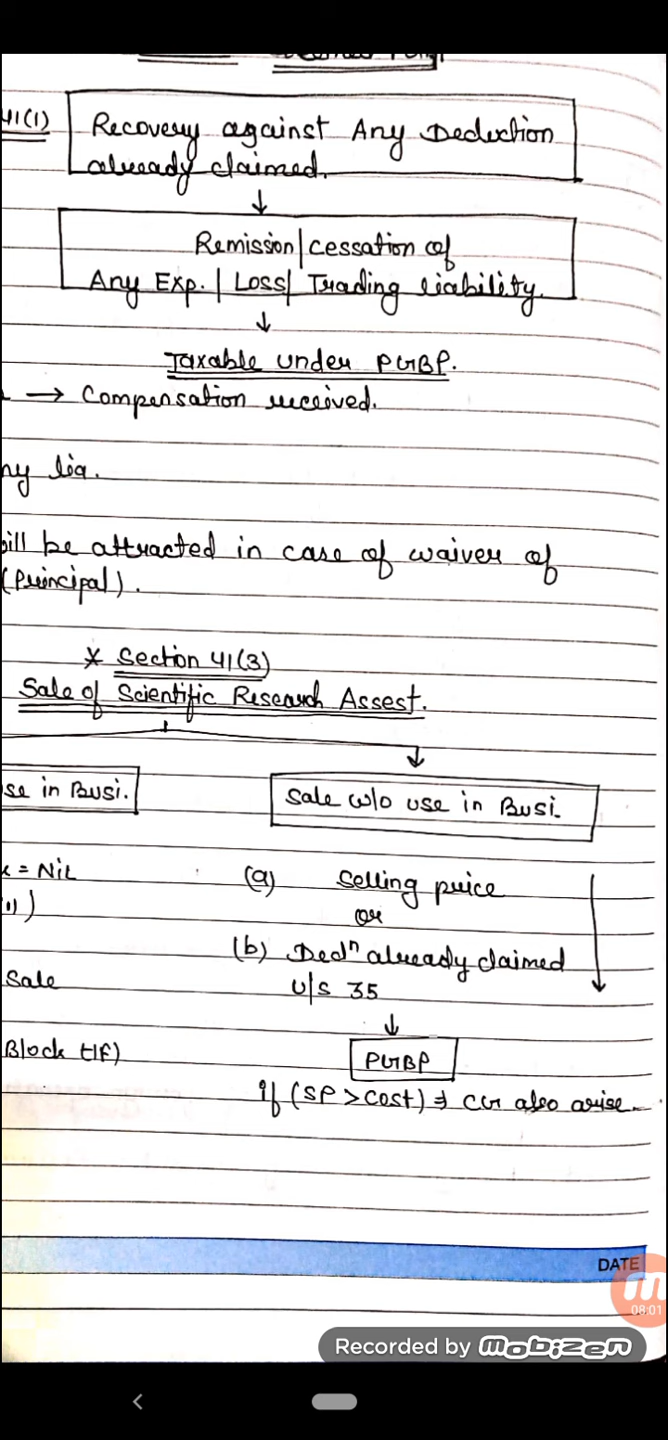 41(1)
Recovery against Any Deduction
already claimed.
↓
Remission/cessation of
Any Exp. / Loss/ Trading liability.
↓
Taxable under PGBP.
→ Compensation received.
ny lia.
ill be attracted in case of waiver of
(Principal).
* Section 41(3)
Sale of Scientific Research Assest.
se in Busi.
Sale w/o use in Busi.
= Nil
(a) Selling price
or
(b) Dedⁿ already claimed
u/s 35
Sale
↓
Block t/f)
PGBP
if (SP > Cost) ⇒ CG also arise.
DATE
08:01
Recorded by mobizen